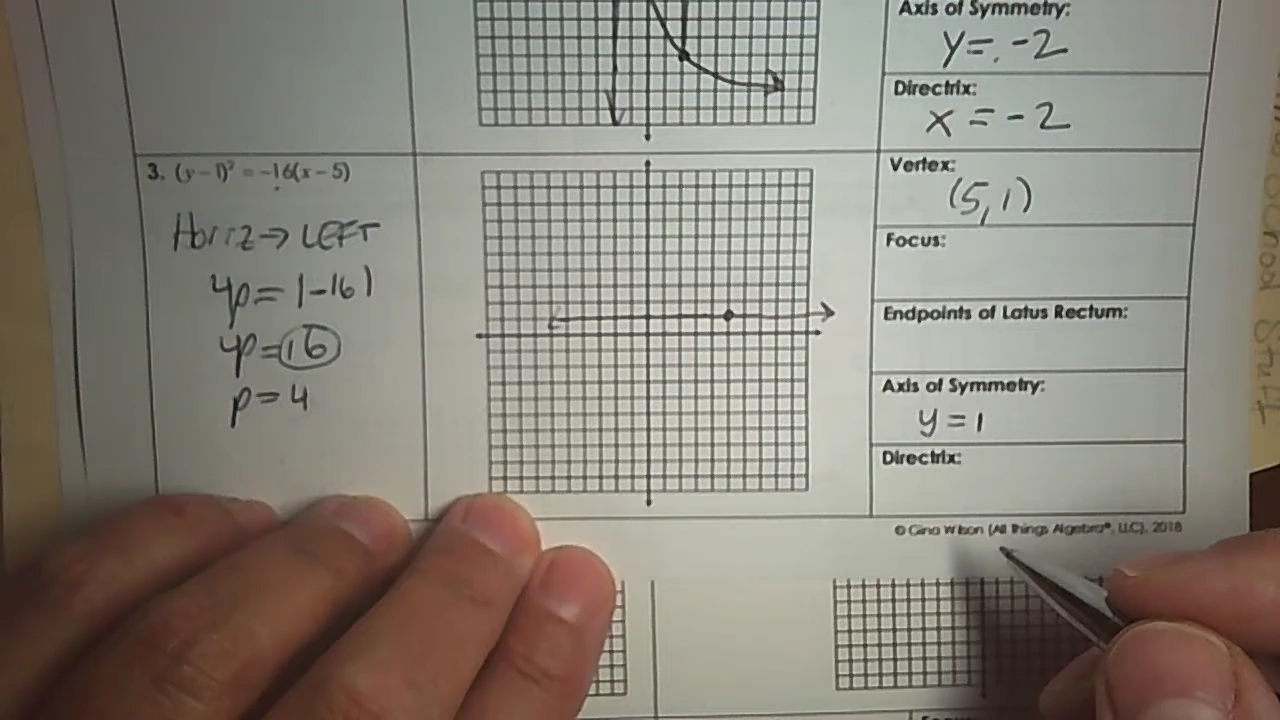 Axis of Symmetry:
y = -2
Directrix:
x = -2
3. (y – 1)² = –16(x – 5)
Horiz → LEFT
4p = |-16|
4p = 16
p = 4
Vertex:
(5, 1)
Focus:
Endpoints of Latus Rectum:
Axis of Symmetry:
y = 1
Directrix:
© Gina Wilson (All Things Algebra®, LLC), 2018